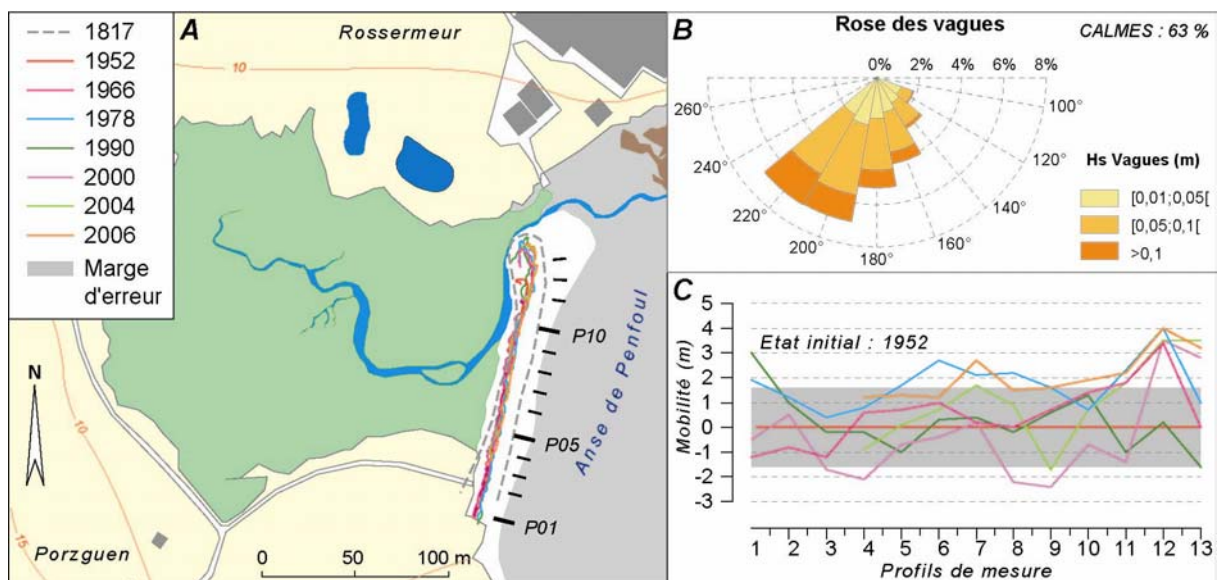 1817
1952
1966
1978
1990
2000
2004
2006
Marge
d'erreur
A
Rossermeur
10
10
P10
P05
P01
Anse de Penfoul
N
15
Porzguen
0 50 100 m
B
Rose des vagues
CALMES : 63 %
0% 2% 4% 6% 8%
260°
240°
220°
200°
180°
160°
140°
120°
100°
Hs Vagues (m)
[0,01;0,05[
[0,05;0,1[
>0,1
C
Etat initial : 1952
Mobilité (m)
5
4
3
2
1
0
-1
-2
-3
1 2 3 4 5 6 7 8 9 10 11 12 13
Profils de mesure